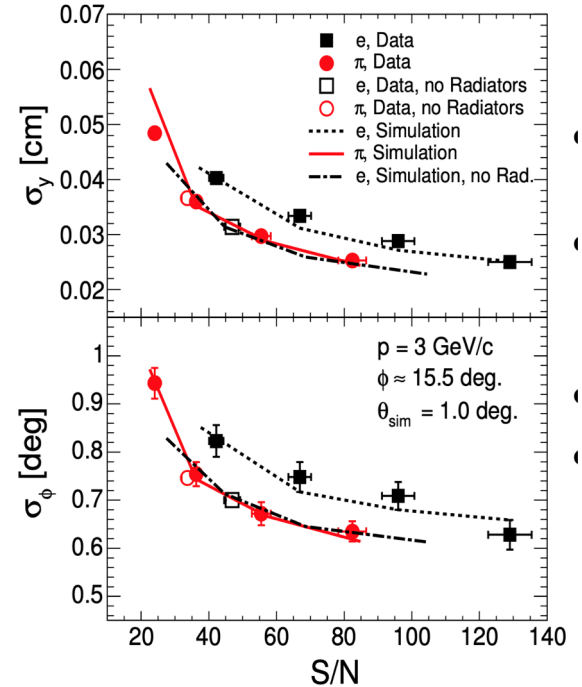 0.07
0.06
0.05
0.04
0.03
0.02
σy [cm]
e, Data
π, Data
e, Data, no Radiators
π, Data, no Radiators
e, Simulation
π, Simulation
e, Simulation, no Rad.
1
0.9
0.8
0.7
0.6
0.5
σϕ [deg]
p = 3 GeV/c
ϕ ≈ 15.5 deg.
θsim = 1.0 deg.
20 40 60 80 100 120 140
S/N